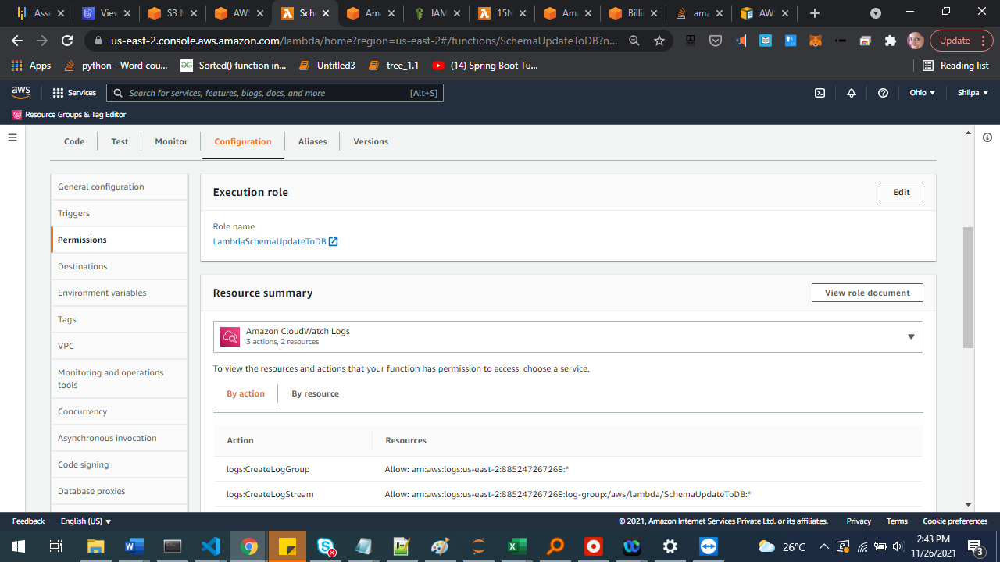 Asse
View
S3 M
AWS
Sche
Ama
IAM
15N
Ama
Billin
ama
AWS
us-east-2.console.aws.amazon.com/lambda/home?region=us-east-2#/functions/SchemaUpdateToDB?n...
Update
Apps
python - Word cou...
Sorted() function in...
Untitled3
tree_1.1
(14) Spring Boot Tu...
Reading list
aws
Services
Search for services, features, blogs, docs, and more
[Alt+S]
Ohio
Shilpa
Resource Groups & Tag Editor
Code
Test
Monitor
Configuration
Aliases
Versions
General configuration
Triggers
Permissions
Destinations
Environment variables
Tags
VPC
Monitoring and operations
tools
Concurrency
Asynchronous invocation
Code signing
Database proxies
Execution role
Edit
Role name
LambdaSchemaUpdateToDB
Resource summary
View role document
Amazon CloudWatch Logs
3 actions, 2 resources
To view the resources and actions that your function has permission to access, choose a service.
By action
By resource
Action
Resources
logs:CreateLogGroup
Allow: arn:aws:logs:us-east-2:885247267269:*
logs:CreateLogStream
Allow: arn:aws:logs:us-east-2:885247267269:log-group:/aws/lambda/SchemaUpdateToDB:*
Feedback
English (US)
© 2021, Amazon Internet Services Private Ltd. or its affiliates.
Privacy
Terms
Cookie preferences
26°C
2:43 PM
11/26/2021
3